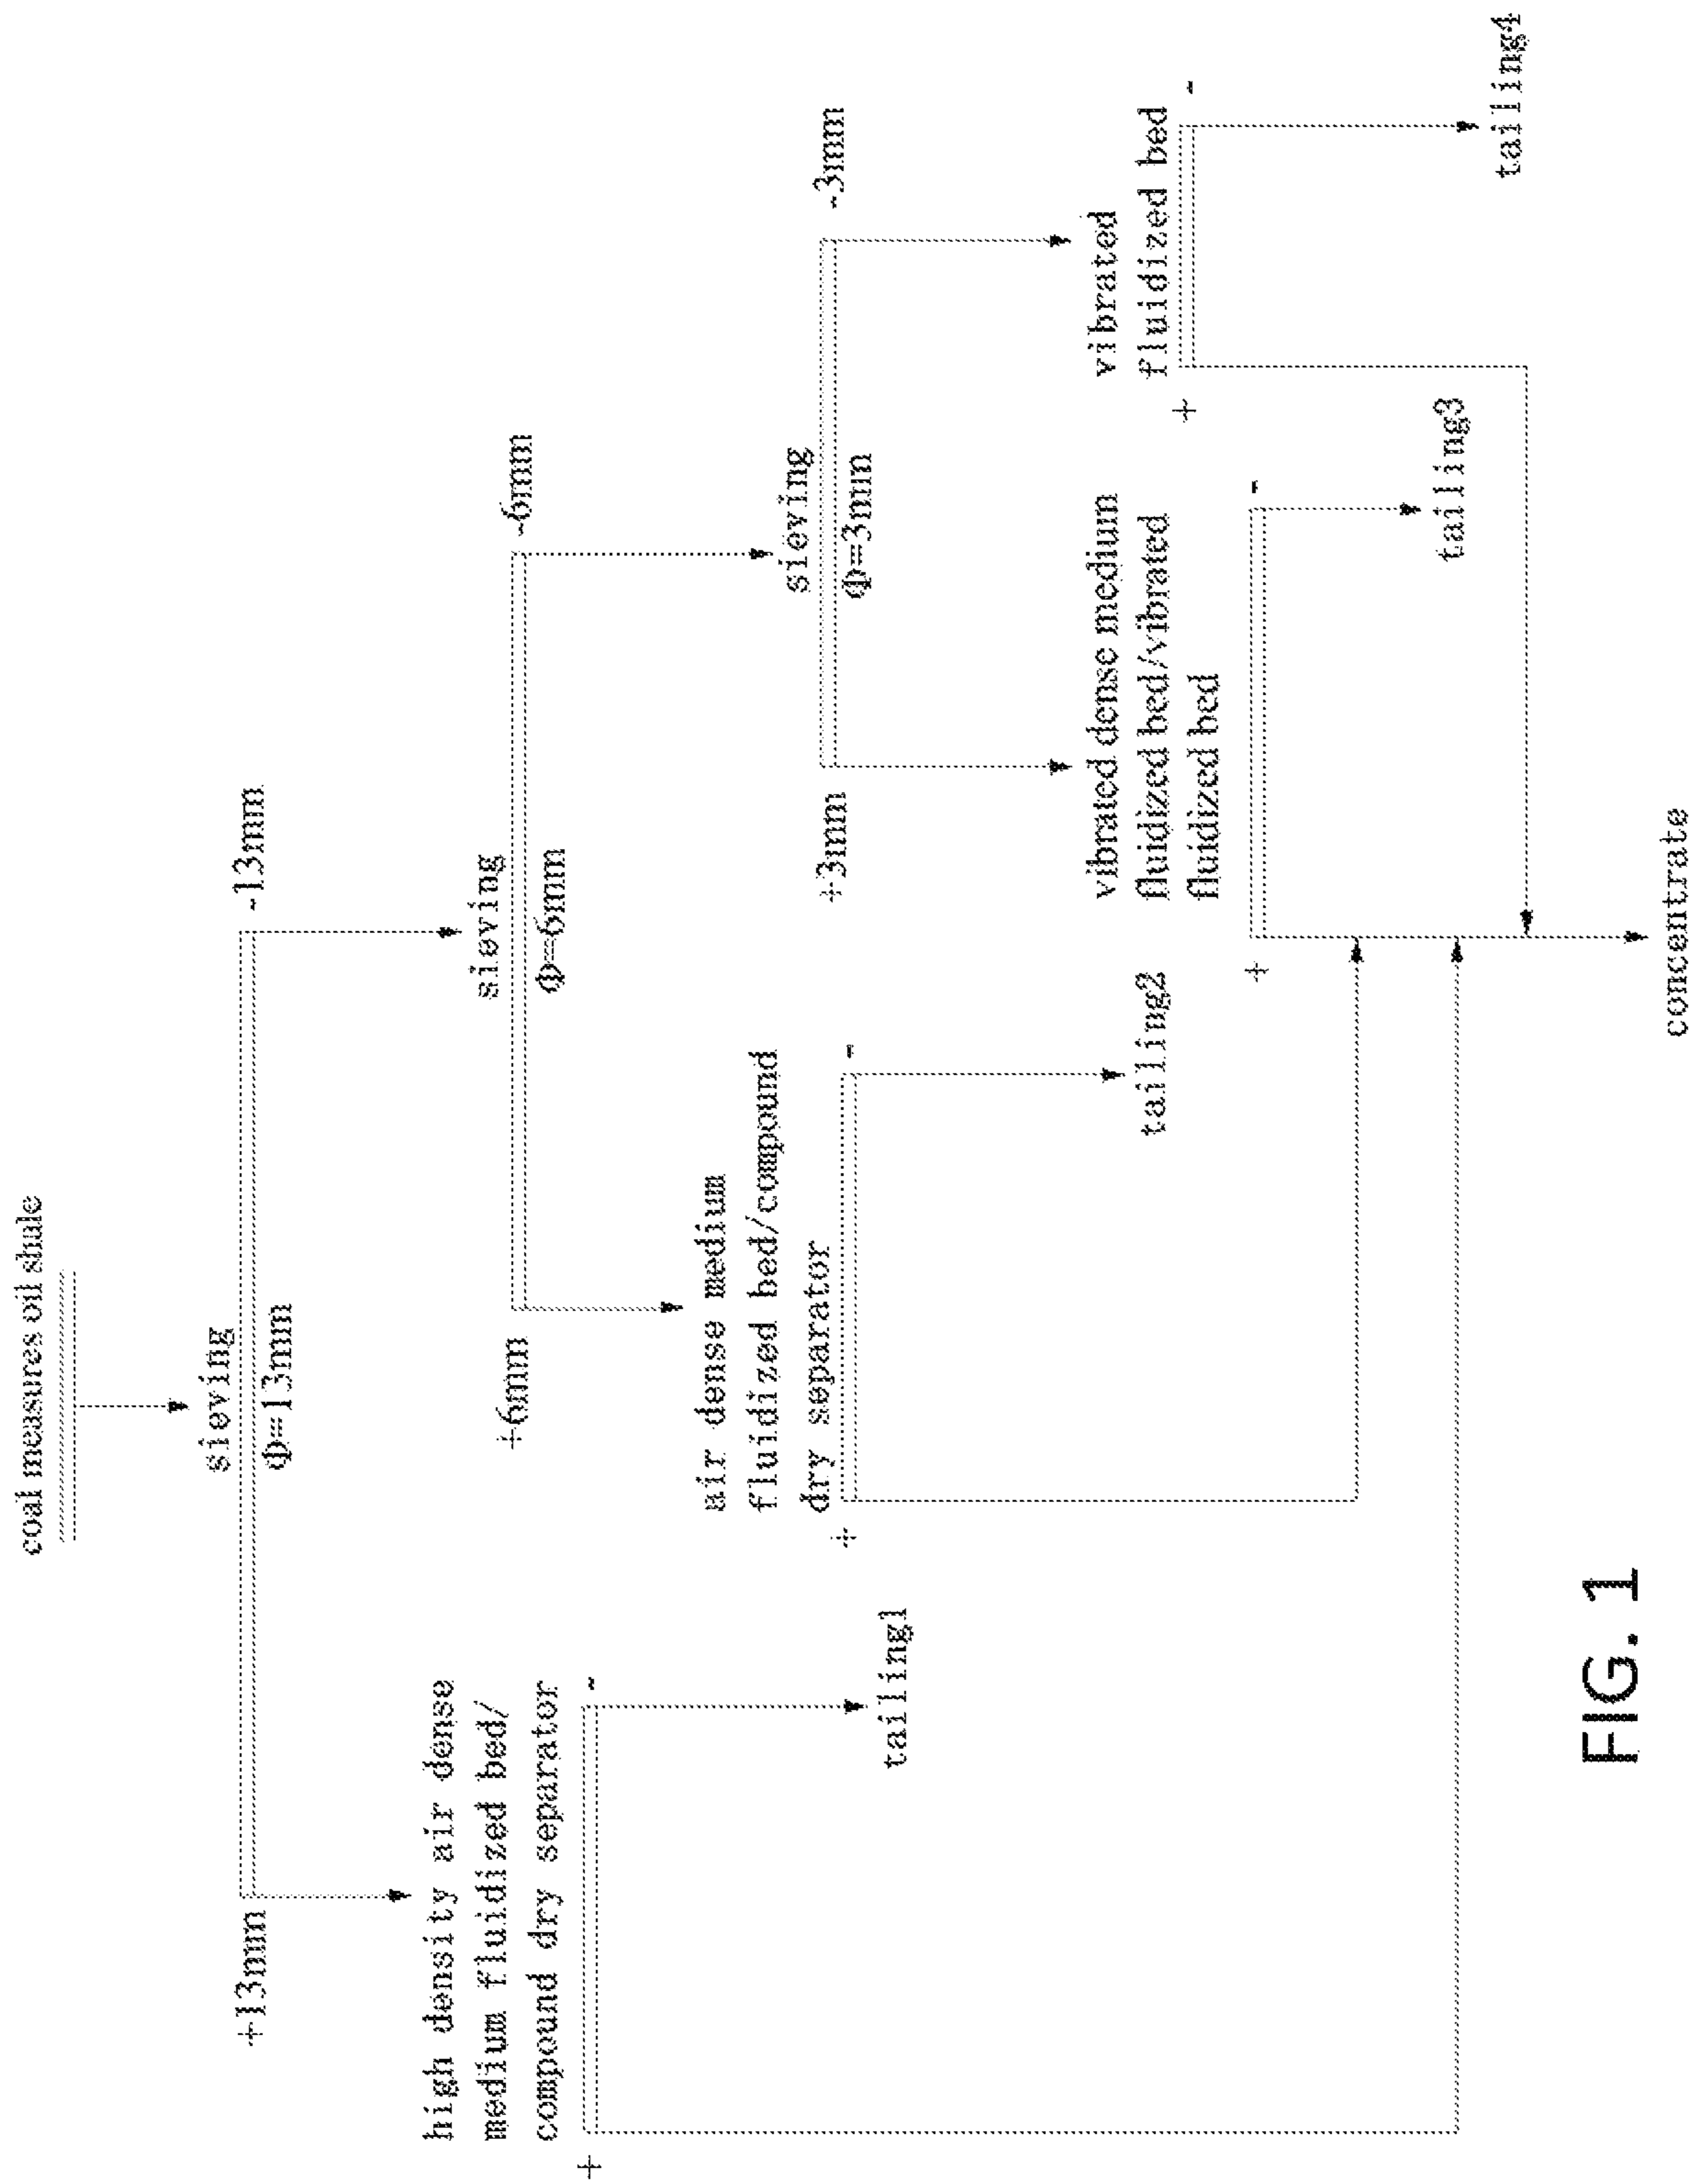 coal measures oil shale
sieving
Φ=13mm
+13mm
-13mm
high density air dense
medium fluidized bed/
compound dry separator
+
-
tailing1
sieving
Φ=6mm
+6mm
-6mm
air dense medium
fluidized bed/compound
dry separator
+
-
tailing2
sieving
Φ=3mm
+3mm
-3mm
vibrated dense medium
fluidized bed/vibrated
fluidized bed
+
-
tailing3
vibrated
fluidized bed
+
-
tailing4
concentrate
FIG. 1